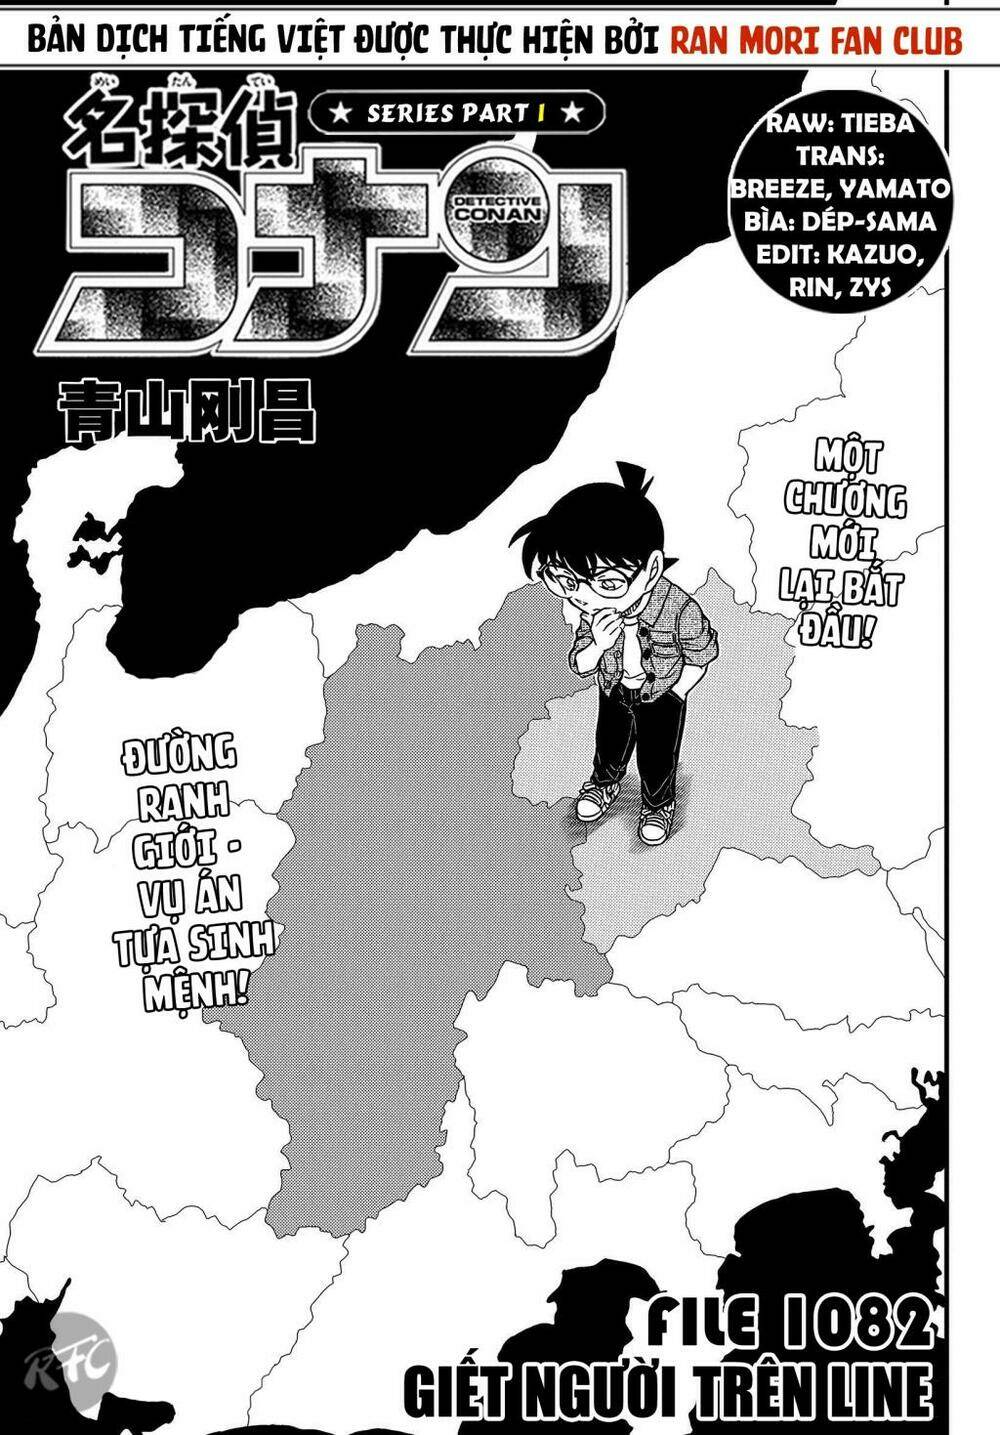 BẢN DỊCH TIẾNG VIỆT ĐƯỢC THỰC HIỆN BỞI RAN MORI FAN CLUB
めい たん てい
名探偵
★ SERIES PART 1 ★
コナン
DETECTIVE
CONAN
青山剛昌
RAW: TIEBA
TRANS:
BREEZE, YAMATO
BÌA: DÉP-SAMA
EDIT: KAZUO,
RIN, ZYS
MỘT
CHƯƠNG
MỚI
LẠI BẮT
ĐẦU!
ĐƯỜNG
RANH
GIỚI -
VỤ ÁN
TỰA SINH
MỆNH!
FILE 1082
GIẾT NGƯỜI TRÊN LINE
RFC